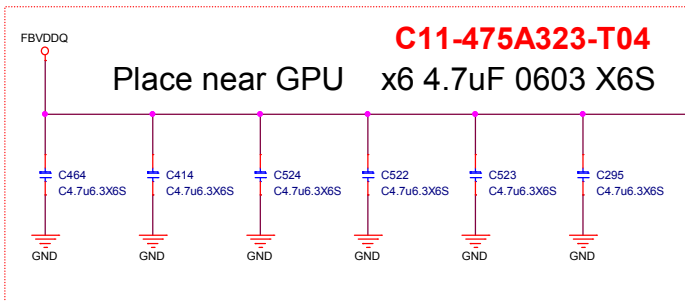 C11-475A323-T04
FBVDDQ
Place near GPU x6 4.7uF 0603 X6S
C464 C414 C524 C522 C523 C295
C4.7u6.3X6S C4.7u6.3X6S C4.7u6.3X6S C4.7u6.3X6S C4.7u6.3X6S C4.7u6.3X6S
GND GND GND GND GND GND